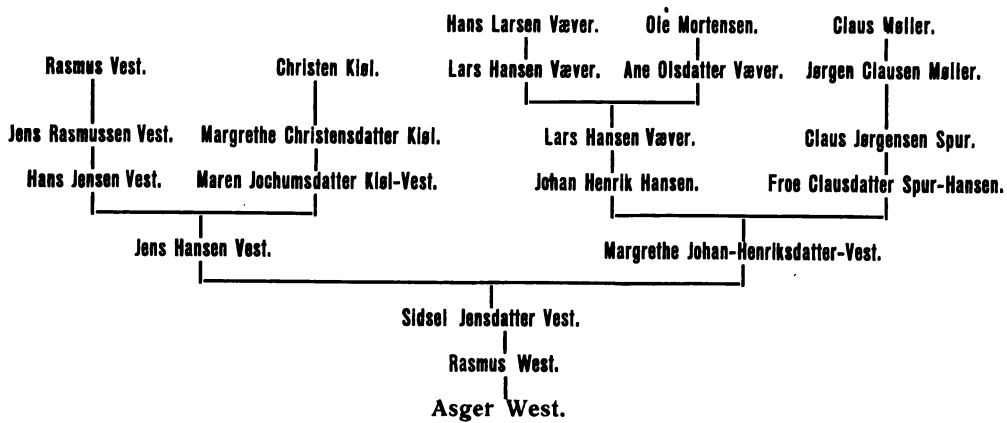 Hans Larsen Væver. Ole Mortensen. Claus Møller.
Rasmus Vest. Christen Kiøl. Lars Hansen Væver. Ane Olsdatter Væver. Jørgen Clausen Møller.
Jens Rasmussen Vest. Margrethe Christensdatter Kiøl. Lars Hansen Væver. Claus Jørgensen Spur.
Hans Jensen Vest. Maren Jochumsdatter Kiøl-Vest. Johan Henrik Hansen. Froe Clausdatter Spur-Hansen.
Jens Hansen Vest. Margrethe Johan-Henriksdatter-Vest.
Sidsel Jensdatter Vest.
Rasmus West.
Asger West.